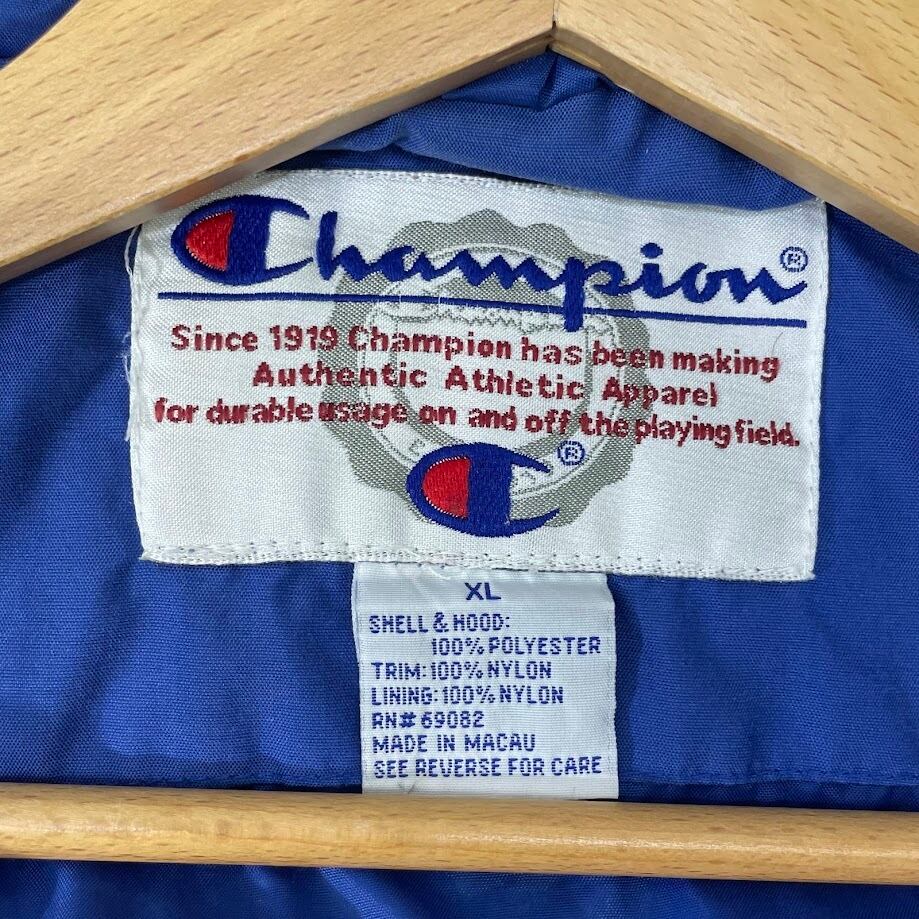 Champion®
Since 1919 Champion has been making
Authentic Athletic Apparel
for durable usage on and off the playing field.
®
XL
SHELL & HOOD:
100% POLYESTER
TRIM: 100% NYLON
LINING: 100% NYLON
RN# 69082
MADE IN MACAU
SEE REVERSE FOR CARE